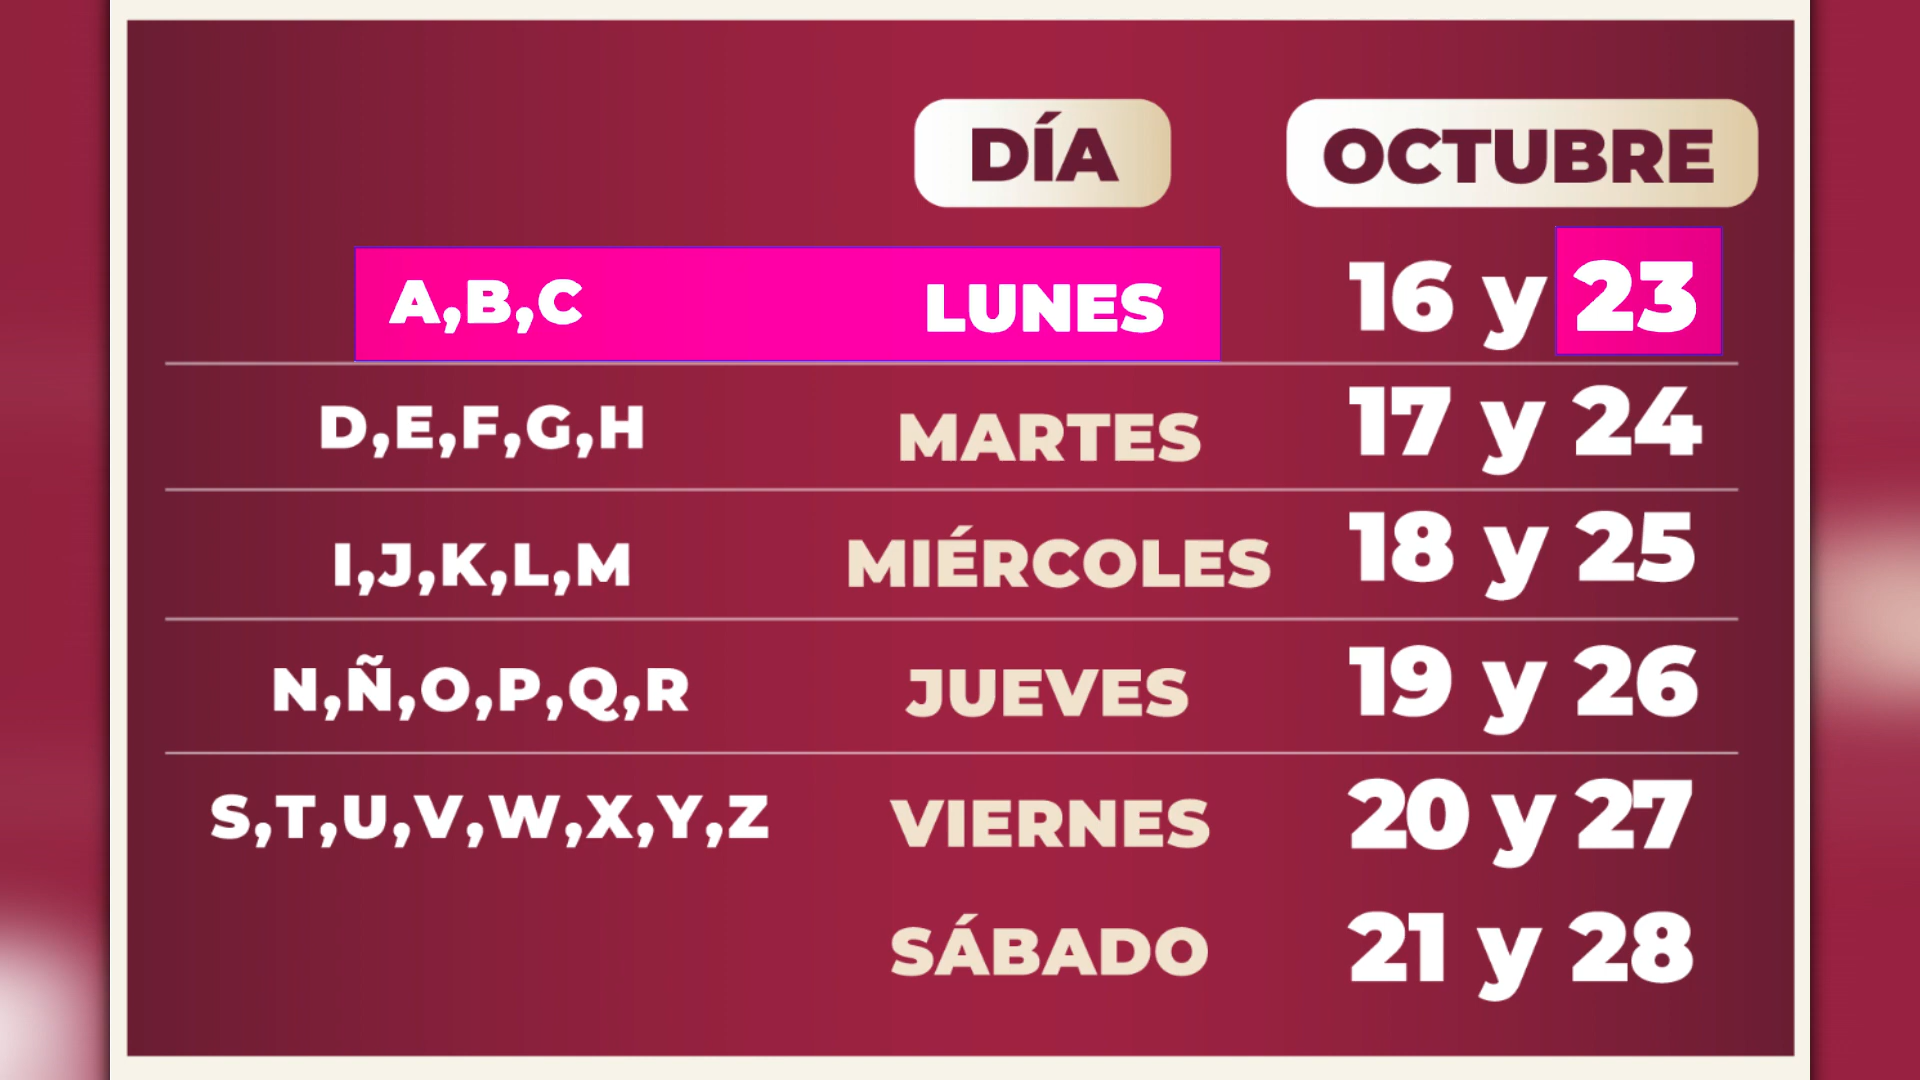 DÍA OCTUBRE
A,B,C LUNES 16 y 23
D,E,F,G,H MARTES 17 y 24
I,J,K,L,M MIÉRCOLES 18 y 25
N,Ñ,O,P,Q,R JUEVES 19 y 26
S,T,U,V,W,X,Y,Z VIERNES 20 y 27
SÁBADO 21 y 28